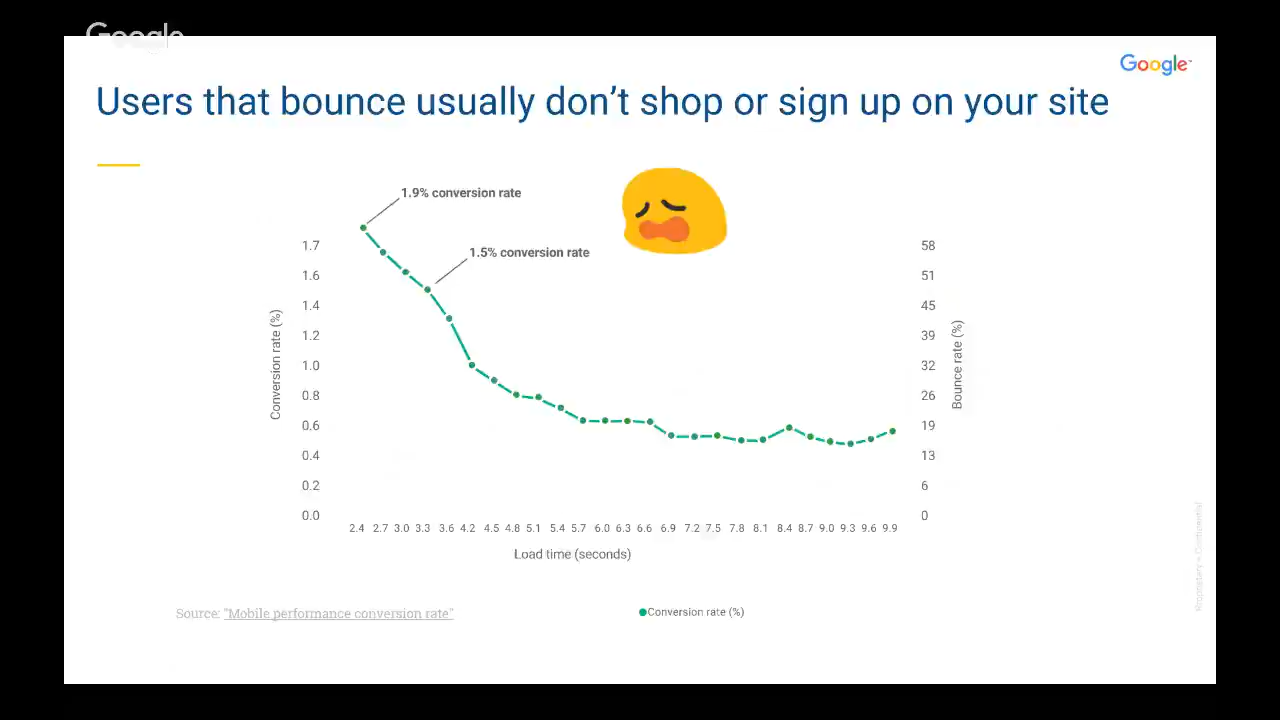 Google
Google
Users that bounce usually don't shop or sign up on your site
1.9% conversion rate
1.5% conversion rate
1.7
1.6
1.4
1.2
1.0
0.8
0.6
0.4
0.2
0.0
Conversion rate (%)
58
51
45
39
32
26
19
13
6
0
Bounce rate (%)
2.4 2.7 3.0 3.3 3.6 4.2 4.5 4.8 5.1 5.4 5.7 6.0 6.3 6.6 6.9 7.2 7.5 7.8 8.1 8.4 8.7 9.0 9.3 9.6 9.9
Load time (seconds)
Conversion rate (%)
Source: "Mobile performance conversion rate"
Proprietary + Confidential